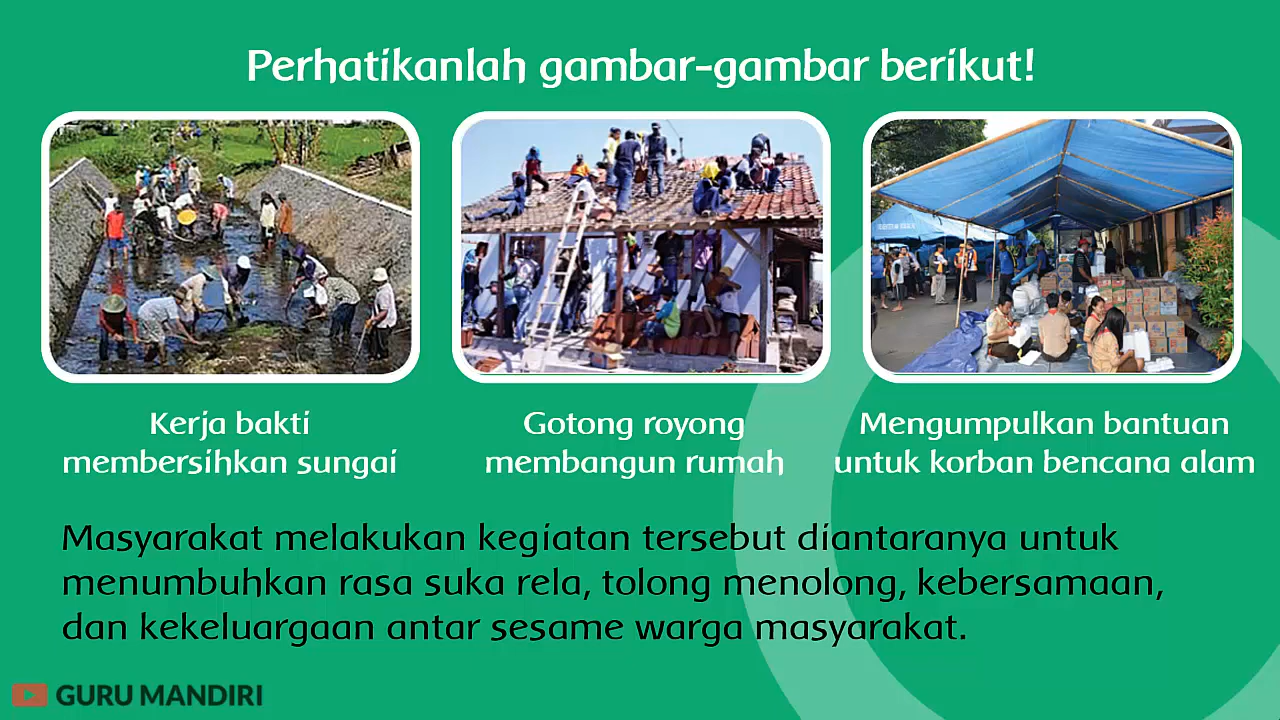 Perhatikanlah gambar-gambar berikut!
Kerja bakti
membersihkan sungai
Gotong royong
membangun rumah
Mengumpulkan bantuan
untuk korban bencana alam
Masyarakat melakukan kegiatan tersebut diantaranya untuk
menumbuhkan rasa suka rela, tolong menolong, kebersamaan,
dan kekeluargaan antar sesame warga masyarakat.
GURU MANDIRI